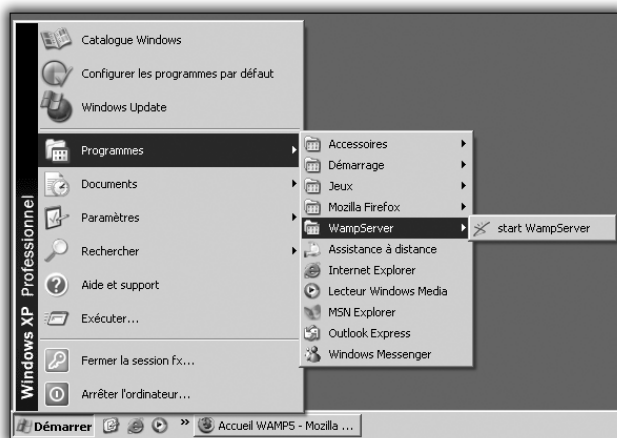 Catalogue Windows
Configurer les programmes par défaut
Windows Update
Programmes
Documents
Paramètres
Rechercher
Aide et support
Exécuter...
Fermer la session fx...
Arrêter l'ordinateur...
Windows XP Professionnel
Accessoires
Démarrage
Jeux
Mozilla Firefox
WampServer
Assistance à distance
Internet Explorer
Lecteur Windows Media
MSN Explorer
Outlook Express
Windows Messenger
start WampServer
Démarrer
»
Accueil WAMP5 - Mozilla ...